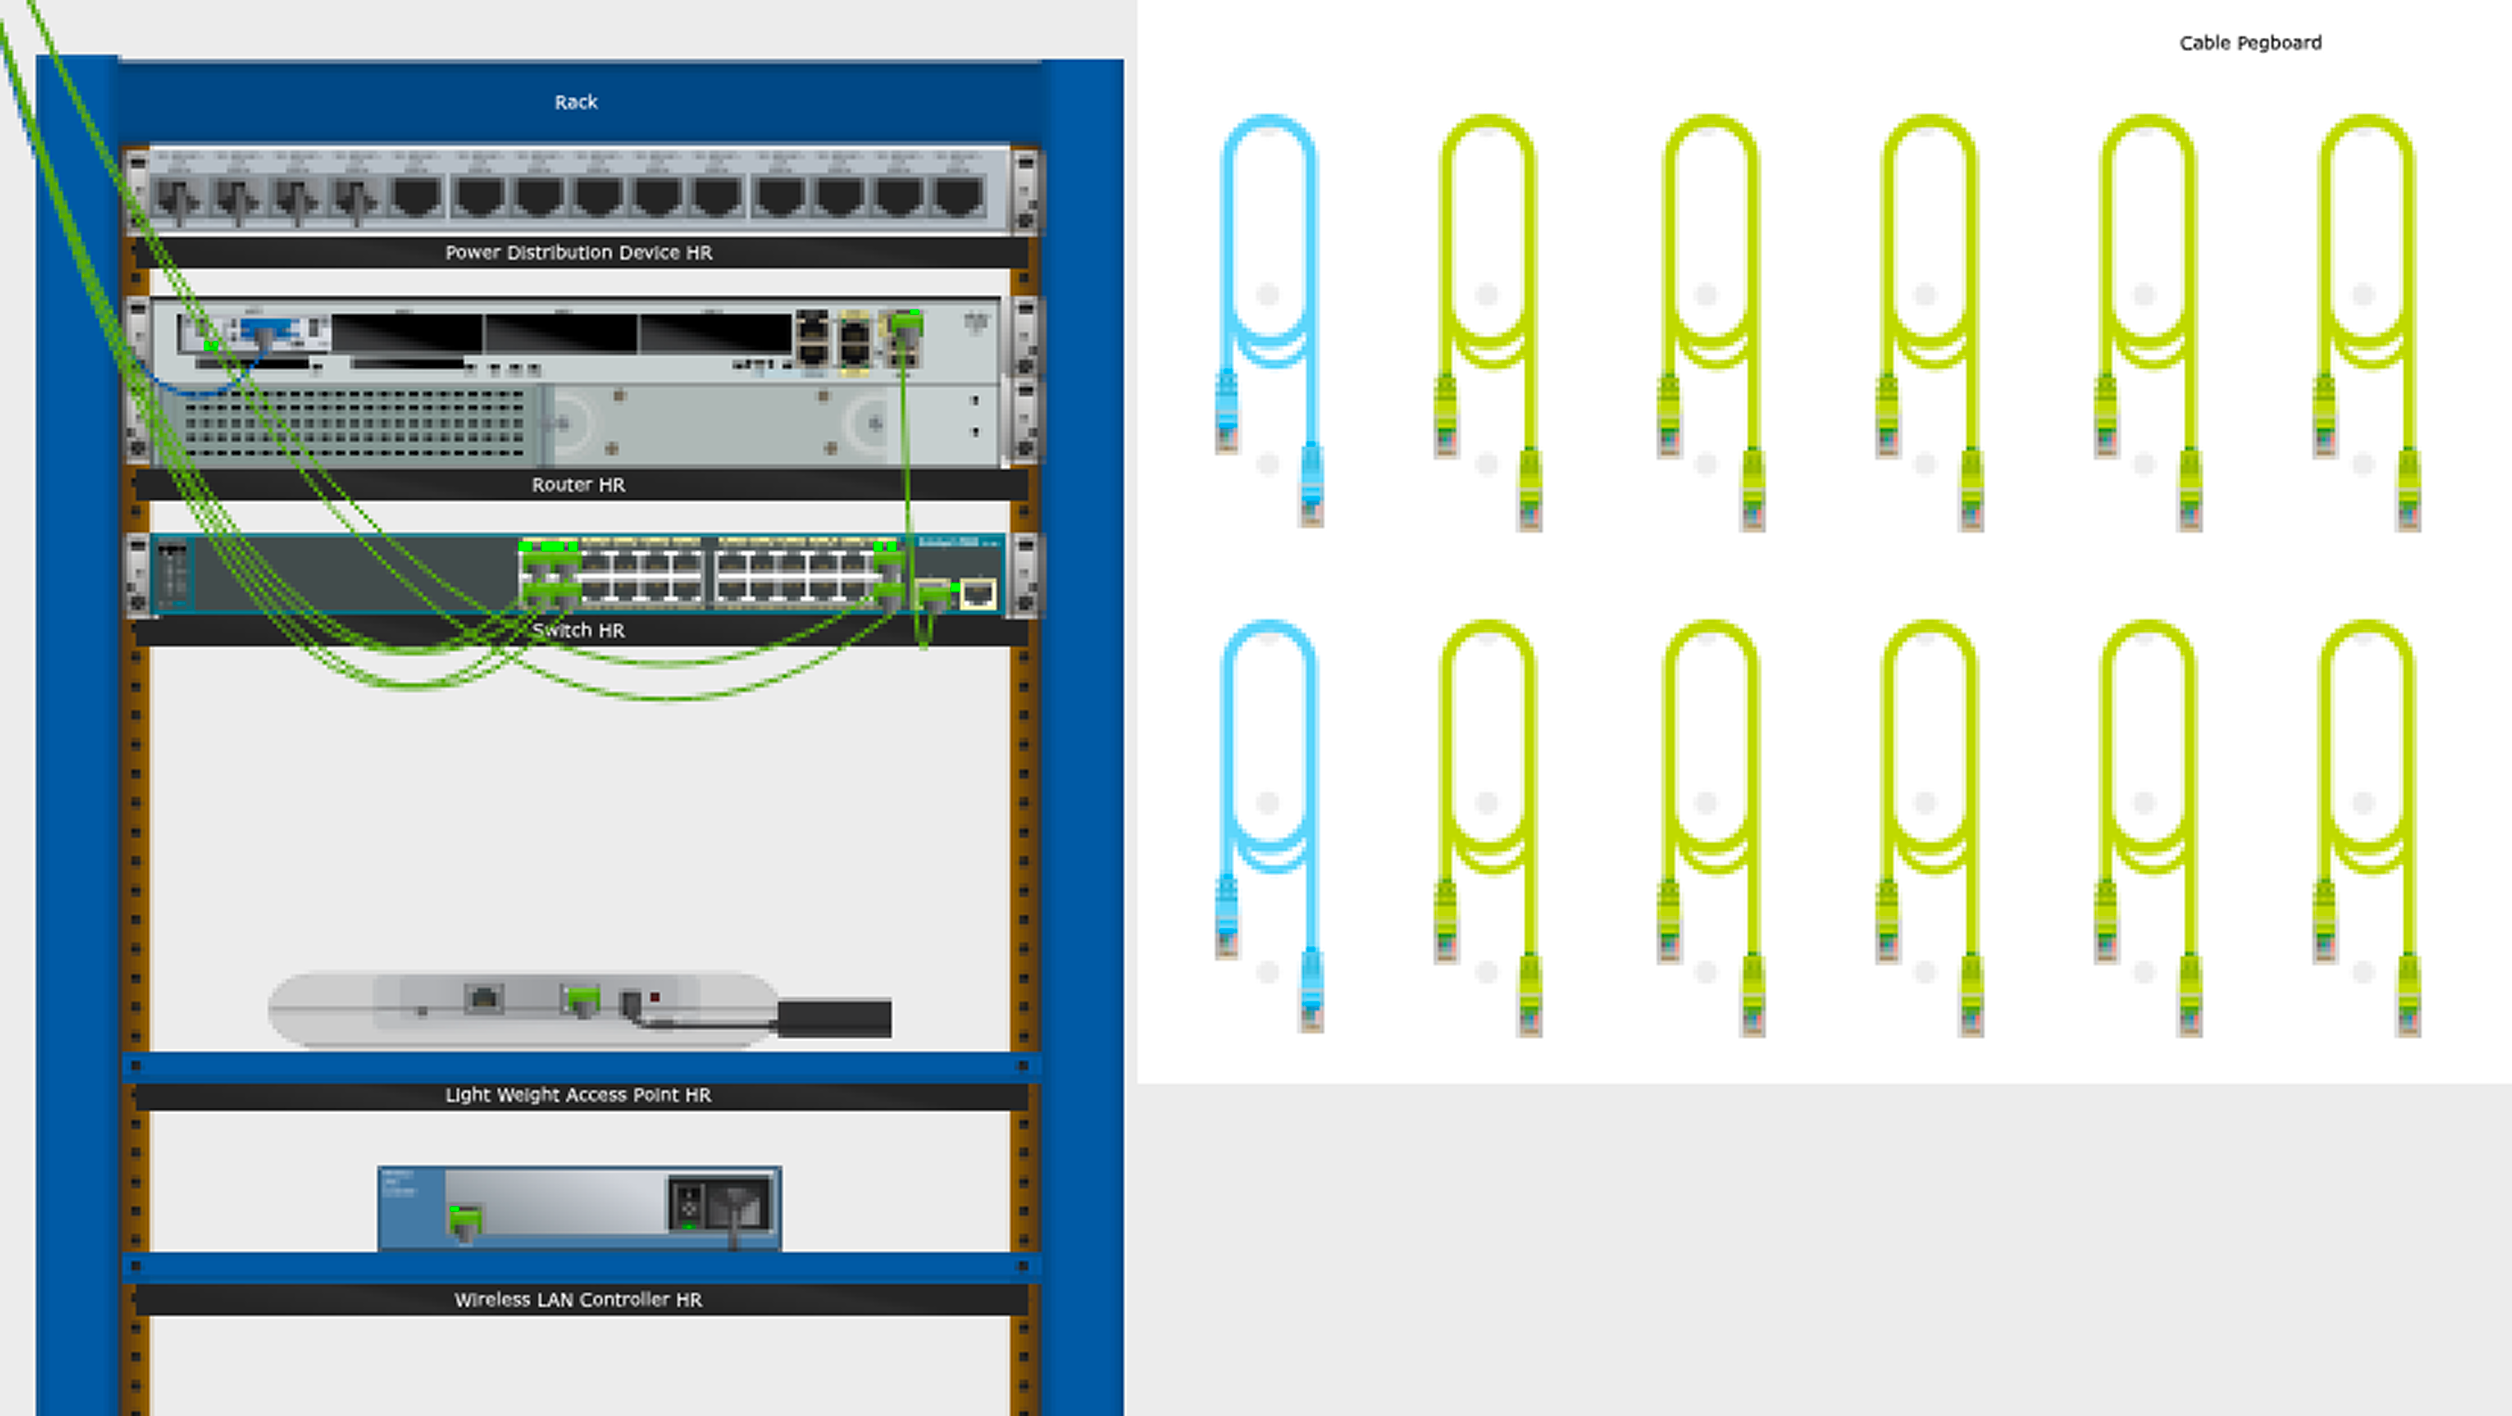 Cable Pegboard
Rack
Power Distribution Device HR
Router HR
Switch HR
Light Weight Access Point HR
Wireless LAN Controller HR